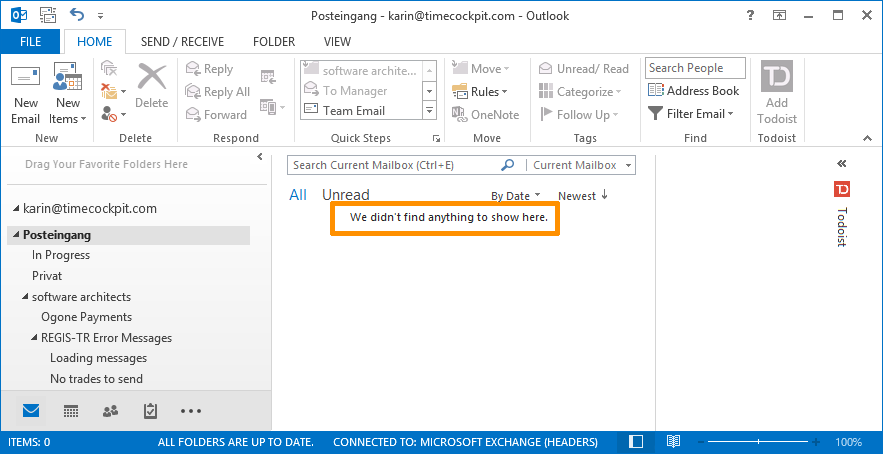 Posteingang - karin@timecockpit.com - Outlook
FILE HOME SEND / RECEIVE FOLDER VIEW
New Email
New Items
Delete
Reply
Reply All
Forward
software archite...
To Manager
Team Email
Move
Rules
OneNote
Unread/ Read
Categorize
Follow Up
Search People
Address Book
Filter Email
Add Todoist
New Delete Respond Quick Steps Move Tags Find Todoist
Drag Your Favorite Folders Here
karin@timecockpit.com
Posteingang
In Progress
Privat
software architects
Ogone Payments
REGIS-TR Error Messages
Loading messages
No trades to send
Search Current Mailbox (Ctrl+E) Current Mailbox
All Unread By Date Newest
We didn't find anything to show here.
Todoist
ITEMS: 0 ALL FOLDERS ARE UP TO DATE. CONNECTED TO: MICROSOFT EXCHANGE (HEADERS) 100%